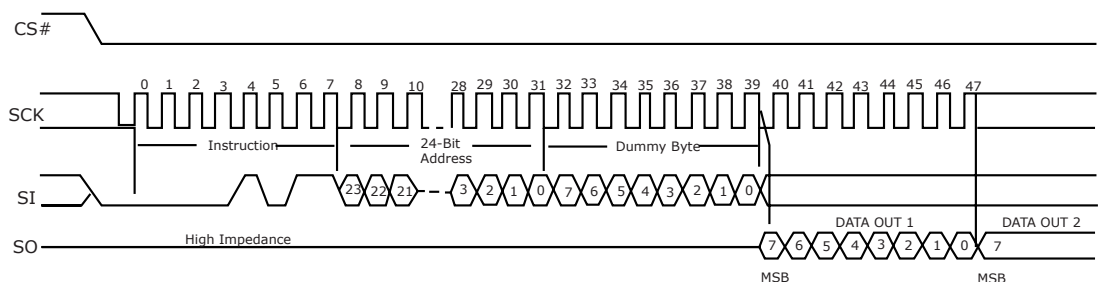 CS#
0 1 2 3 4 5 6 7 8 9 10 28 29 30 31 32 33 34 35 36 37 38 39 40 41 42 43 44 45 46 47
SCK
Instruction
24-Bit
Address
Dummy Byte
SI
23 22 21 3 2 1 0 7 6 5 4 3 2 1 0
DATA OUT 1
DATA OUT 2
SO
High Impedance
7 6 5 4 3 2 1 0 7
MSB
MSB